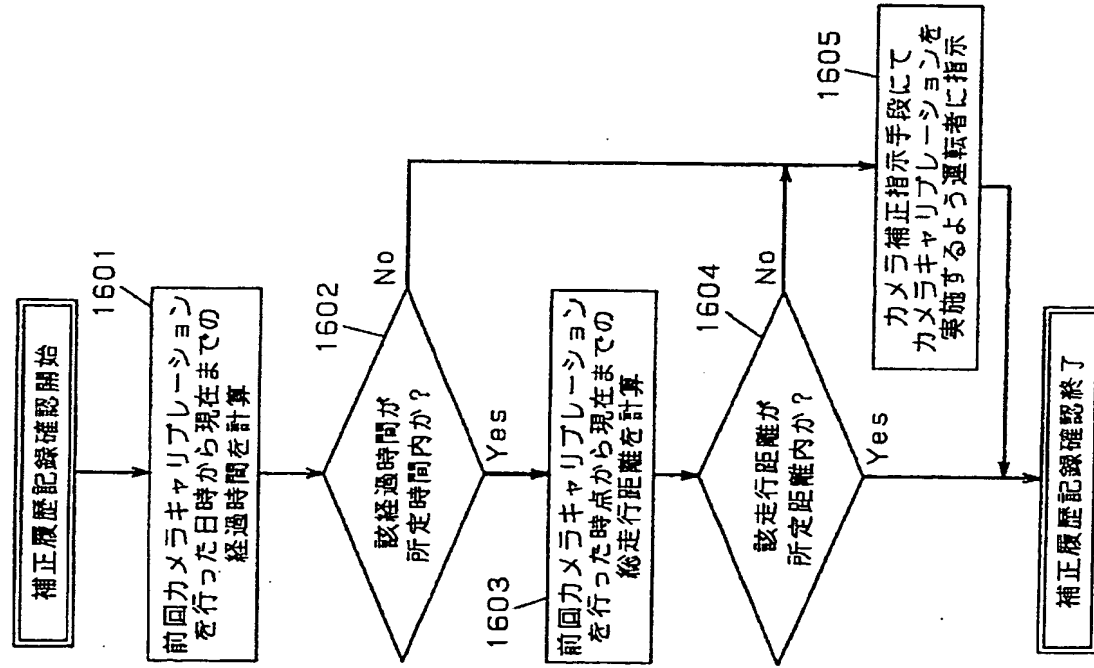 補正履歴記録確認開始
1601
前回カメラキャリブレーション
を行った日時から現在までの
経過時間を計算
1602
該経過時間が
所定時間内か?
No
Yes
1603
前回カメラキャリブレーション
を行った時点から現在までの
総走行距離を計算
1604
該走行距離が
所定距離内か?
No
Yes
1605
カメラ補正指示手段にて
カメラキャリブレーションを
実施するよう運転者に指示
補正履歴記録確認終了